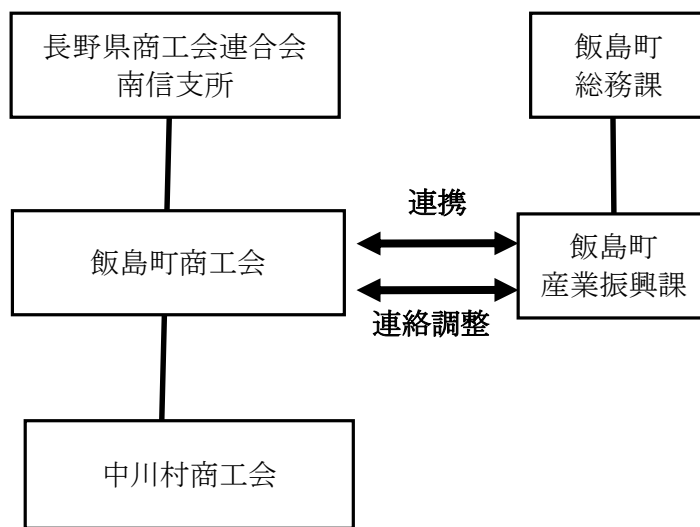 長野県商工会連合会
南信支所
飯島町
総務課
連携
飯島町商工会
飯島町
産業振興課
連絡調整
中川村商工会